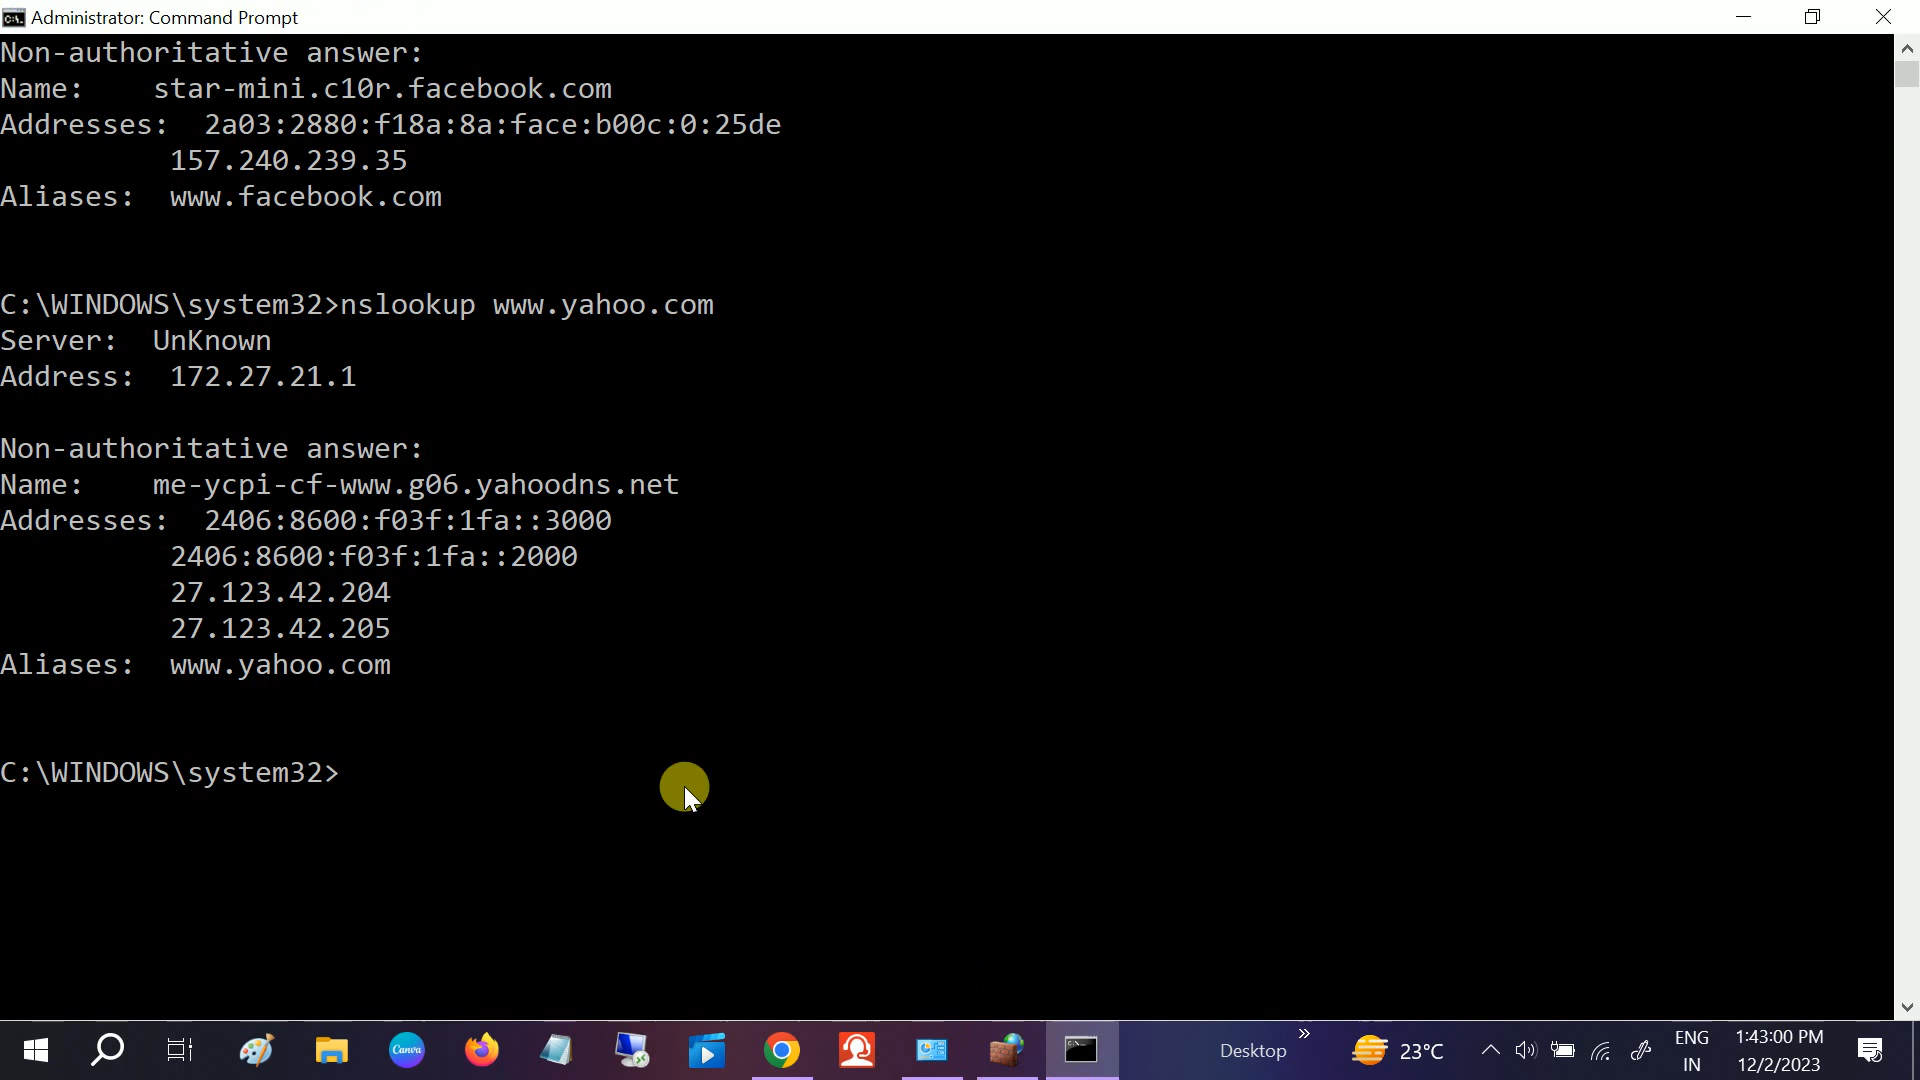 Administrator: Command Prompt
Non-authoritative answer:
Name:    star-mini.c10r.facebook.com
Addresses:  2a03:2880:f18a:8a:face:b00c:0:25de
          157.240.239.35
Aliases:  www.facebook.com
C:\WINDOWS\system32>nslookup www.yahoo.com
Server:  UnKnown
Address:  172.27.21.1
Non-authoritative answer:
Name:    me-ycpi-cf-www.g06.yahoodns.net
Addresses:  2406:8600:f03f:1fa::3000
          2406:8600:f03f:1fa::2000
          27.123.42.204
          27.123.42.205
Aliases:  www.yahoo.com
C:\WINDOWS\system32>
Canva
Desktop
23°C
ENG
IN
1:43:00 PM
12/2/2023